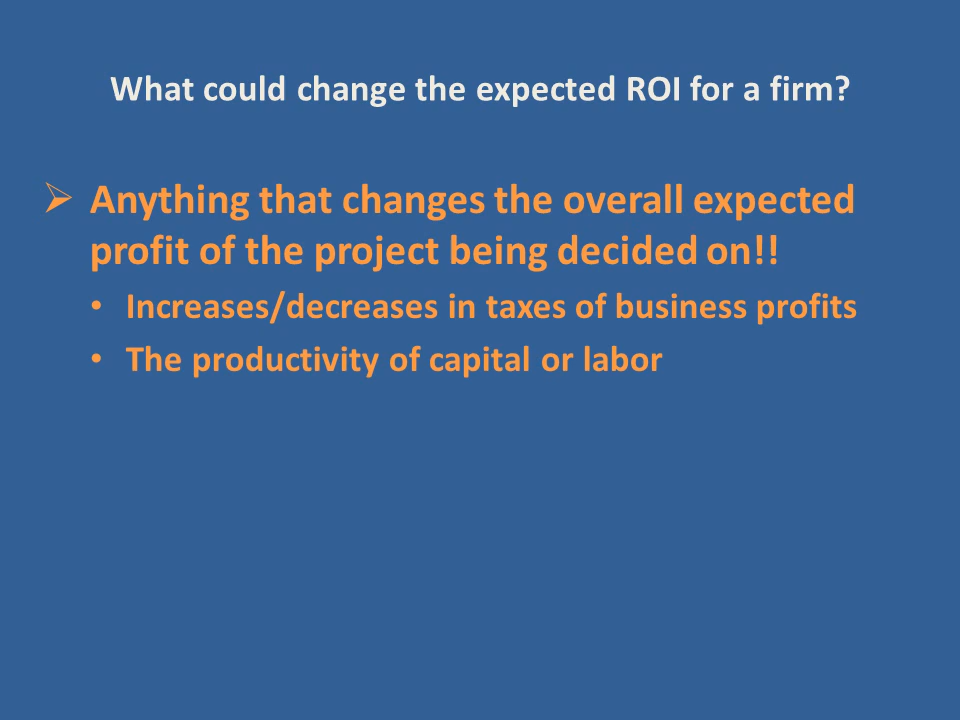 What could change the expected ROI for a firm?
➢ Anything that changes the overall expected
profit of the project being decided on!!
• Increases/decreases in taxes of business profits
• The productivity of capital or labor